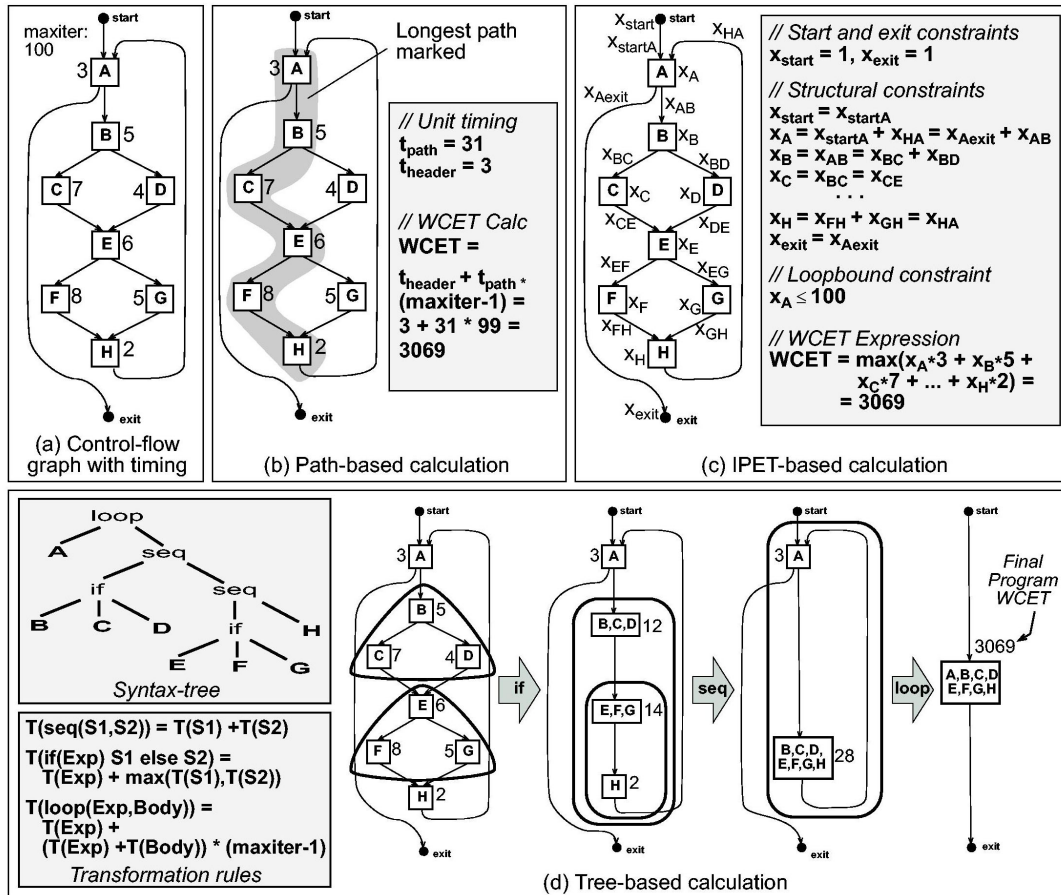 start
maxiter:
100
3 A
B 5
C 7
4 D
E 6
F 8
5 G
H 2
exit
(a) Control-flow
graph with timing
start
Longest path
marked
3 A
B 5
C 7
4 D
E 6
F 8
5 G
H 2
exit
// Unit timing
t_path = 31
t_header = 3
// WCET Calc
WCET =
t_header + t_path *
(maxiter-1) =
3 + 31 * 99 =
3069
(b) Path-based calculation
x_start start
x_startA
x_HA
A x_A
x_Aexit
x_AB
B x_B
x_BC x_BD
C x_C
x_D D
x_CE x_DE
E x_E
x_EF x_EG
F x_F
x_G G
x_FH x_GH
x_H H
x_exit exit
// Start and exit constraints
x_start = 1, x_exit = 1
// Structural constraints
x_start = x_startA
x_A = x_startA + x_HA = x_Aexit + x_AB
x_B = x_AB = x_BC + x_BD
x_C = x_BC = x_CE
. . .
x_H = x_FH + x_GH = x_HA
x_exit = x_Aexit
// Loopbound constraint
x_A ≤ 100
// WCET Expression
WCET = max(x_A*3 + x_B*5 +
x_C*7 + ... + x_H*2) =
= 3069
(c) IPET-based calculation
loop
A
seq
if
seq
B C D
if
H
E F G
Syntax-tree
T(seq(S1,S2)) = T(S1) +T(S2)
T(if(Exp) S1 else S2) =
T(Exp) + max(T(S1),T(S2))
T(loop(Exp,Body)) =
T(Exp) +
(T(Exp) +T(Body)) * (maxiter-1)
Transformation rules
start
3 A
B 5
C 7
4 D
E 6
F 8
5 G
H 2
exit
if
start
3 A
B,C,D 12
E,F,G 14
H 2
exit
seq
start
3 A
B,C,D,
E,F,G,H
28
exit
loop
start
Final
Program
WCET
3069
A,B,C,D
E,F,G,H
exit
(d) Tree-based calculation